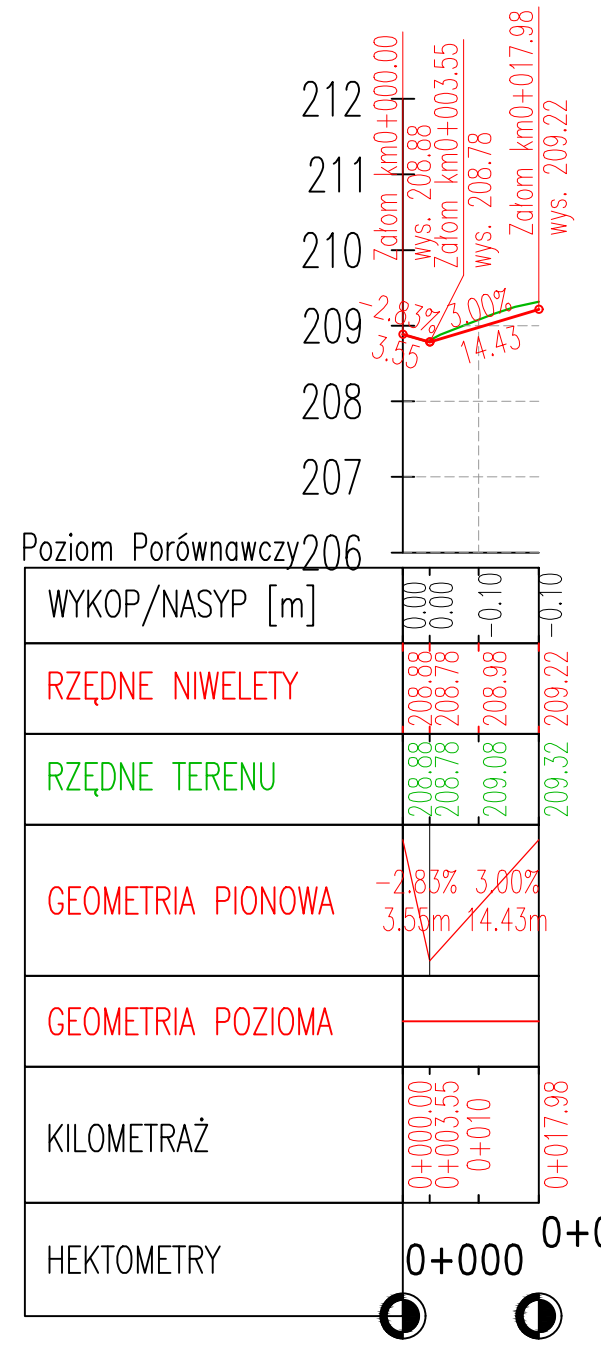 Załom km0+000.00
wys. 208.88
Załom km0+003.55
wys. 208.78
Załom km0+017.98
wys. 209.22
212
211
210
209
208
207
-2.83% 3.00%
3.55 14.43
Poziom Porównawczy 206
WYKOP/NASYP [m] 0.00 0.00 -0.10 -0.10
RZĘDNE NIWELETY 208.88 208.78 208.98 209.22
RZĘDNE TERENU 208.88 208.78 209.08 209.32
GEOMETRIA PIONOWA
-2.83% 3.00%
3.55m 14.43m
GEOMETRIA POZIOMA
KILOMETRAŻ 0+000.00 0+003.55 0+010 0+017.98
HEKTOMETRY 0+000